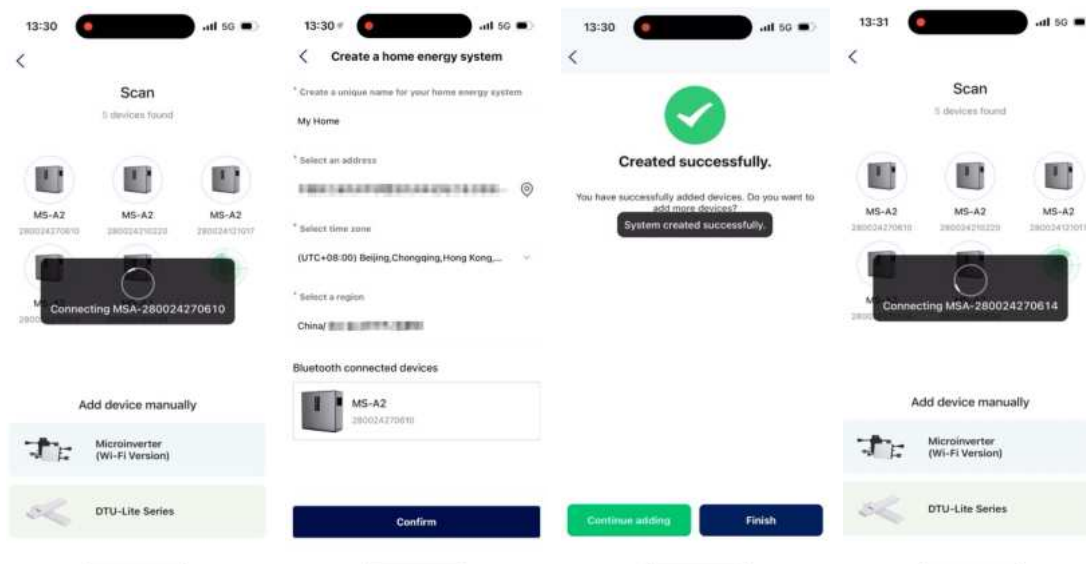 13:30
5G
Scan
5 devices found
MS-A2
MS-A2
MS-A2
280024270610
280024210220
280024121017
Connecting MSA-280024270610
Add device manually
Microinverter
(Wi-Fi Version)
DTU-Lite Series
13:30
5G
Create a home energy system
* Create a unique name for your home energy system
My Home
* Select an address
* Select time zone
(UTC+08:00) Beijing,Chongqing,Hong Kong,...
* Select a region
China/
Bluetooth connected devices
MS-A2
280024270610
Confirm
13:30
5G
Created successfully.
You have successfully added devices. Do you want to
add more devices?
System created successfully.
Continue adding
Finish
13:31
5G
Scan
5 devices found
MS-A2
MS-A2
MS-A2
280024270610
280024210220
Connecting MSA-280024270614
Add device manually
Microinverter
(Wi-Fi Version)
DTU-Lite Series